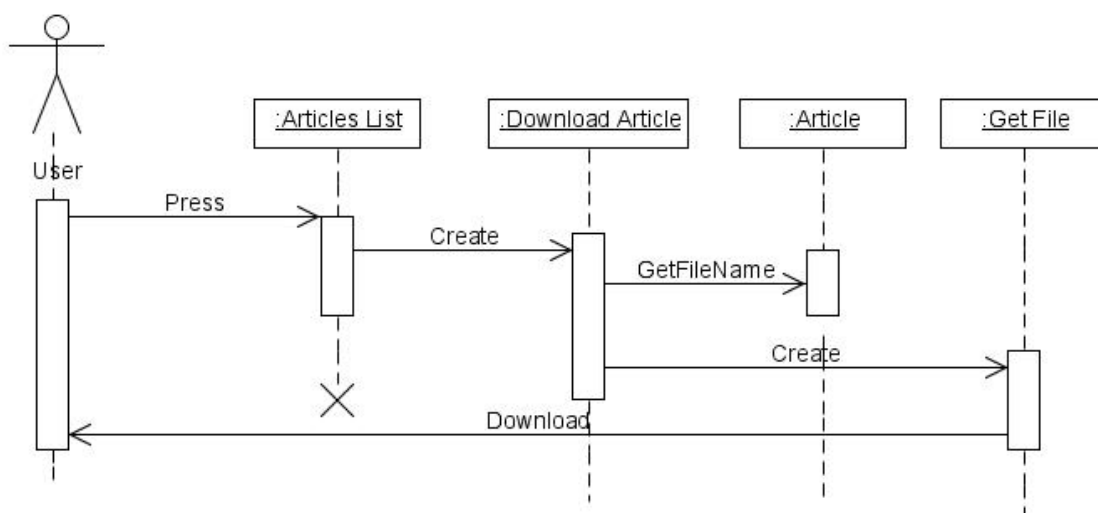 :Articles List
:Download Article
:Article
:Get File
User
Press
Create
GetFileName
Create
Download